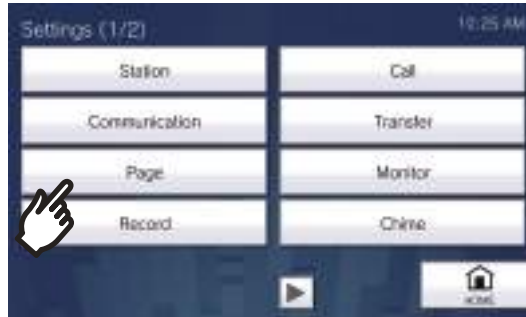 Settings (1/2) 10:25 AM
Station Call
Communication Transfer
Page Monitor
Record Chime
HOME